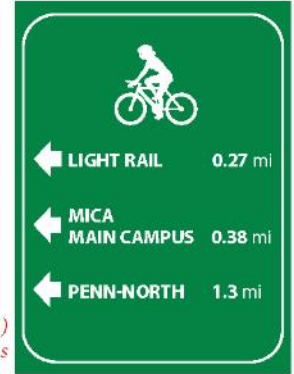 LIGHT RAIL 0.27 mi
MICA
MAIN CAMPUS 0.38 mi
PENN-NORTH 1.3 mi
)
s